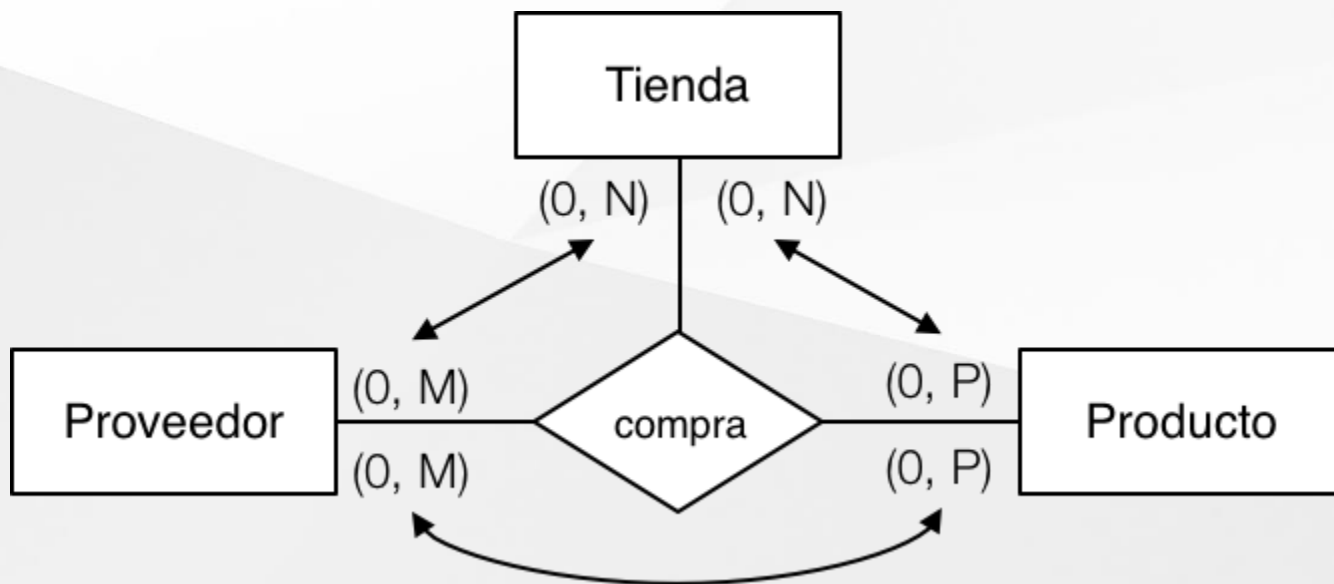 Tienda
(0, N) (0, N)
(0, M) (0, P)
Proveedor compra Producto
(0, M) (0, P)